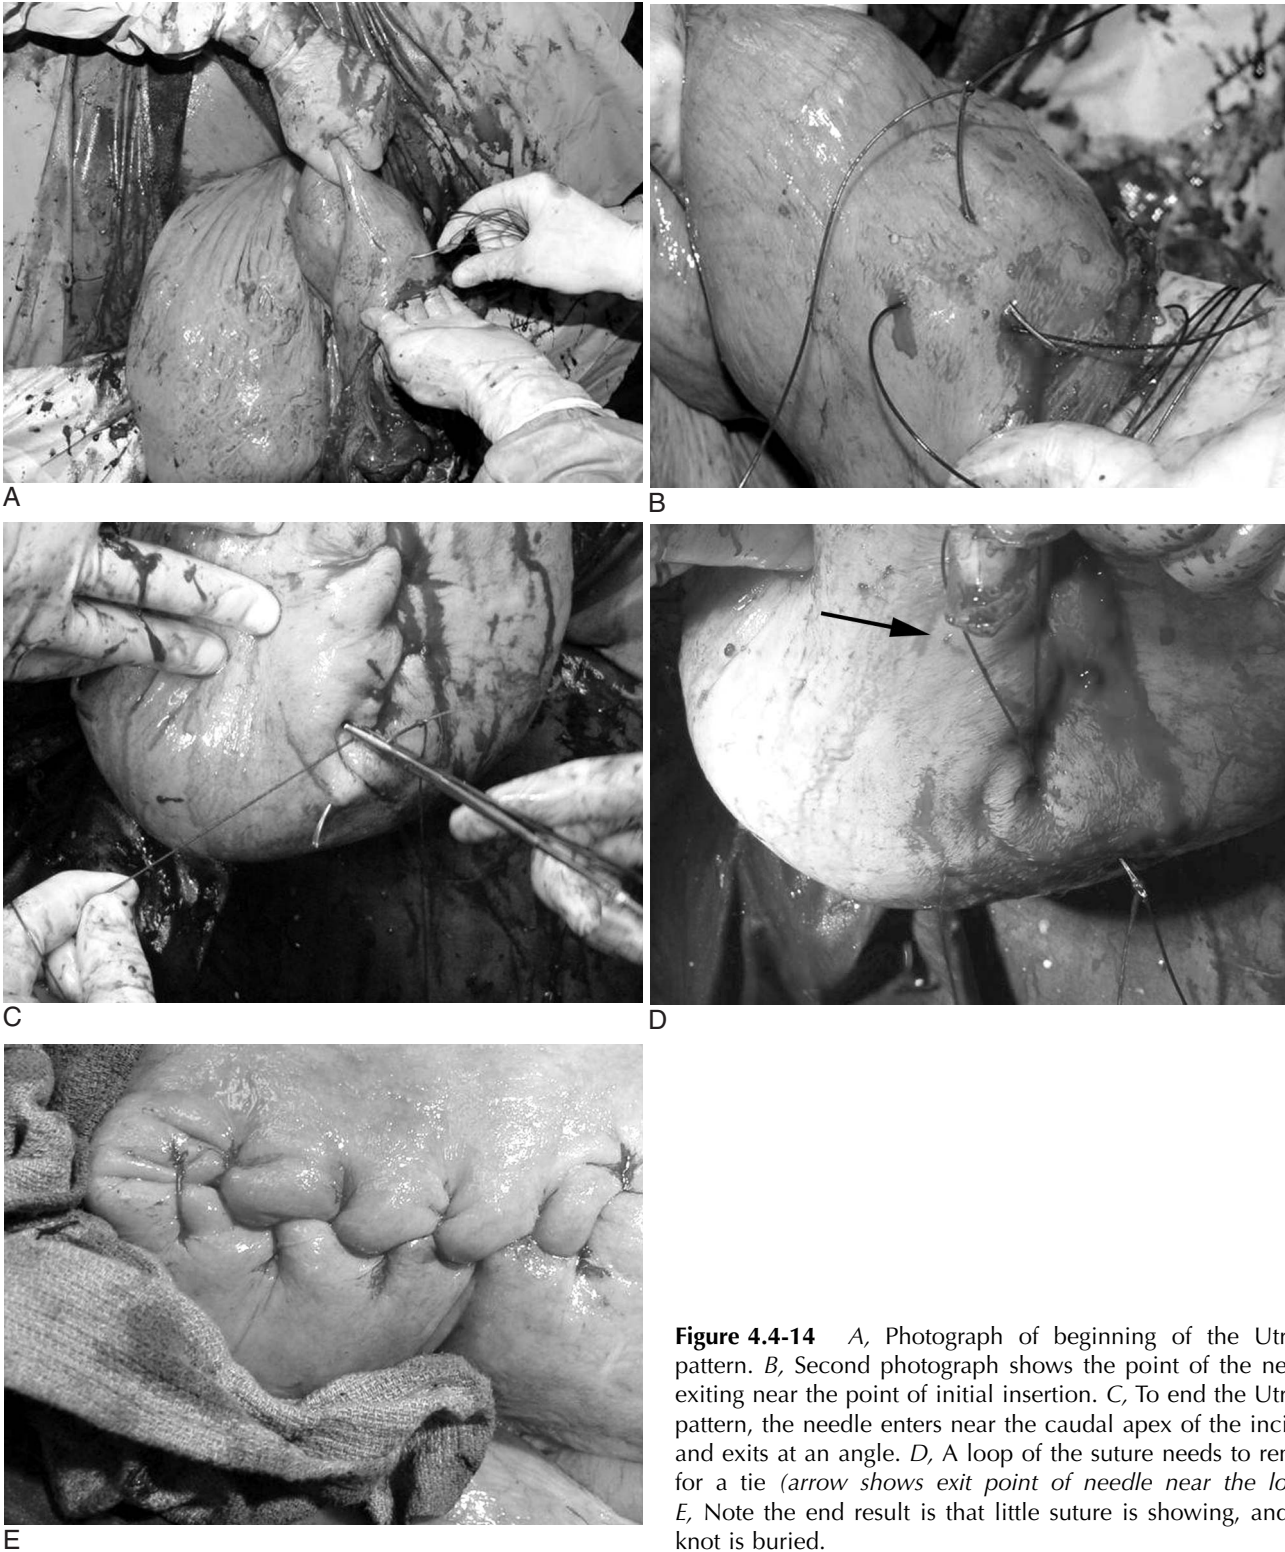 A
B
C
D
E
Figure 4.4-14 A, Photograph of beginning of the Utr
pattern. B, Second photograph shows the point of the ne
exiting near the point of initial insertion. C, To end the Utr
pattern, the needle enters near the caudal apex of the inci
and exits at an angle. D, A loop of the suture needs to rer
for a tie (arrow shows exit point of needle near the lo
E, Note the end result is that little suture is showing, and
knot is buried.